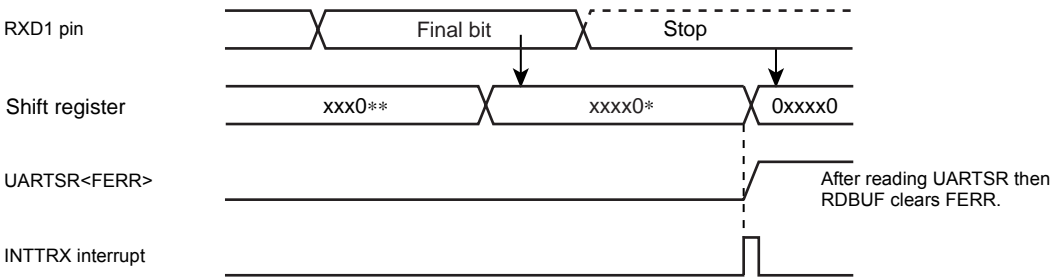 RXD1 pin
Final bit
Stop
Shift register
xxx0**
xxxx0*
0xxxx0
UARTSR<FERR>
After reading UARTSR then
RDBUF clears FERR.
INTTRX interrupt